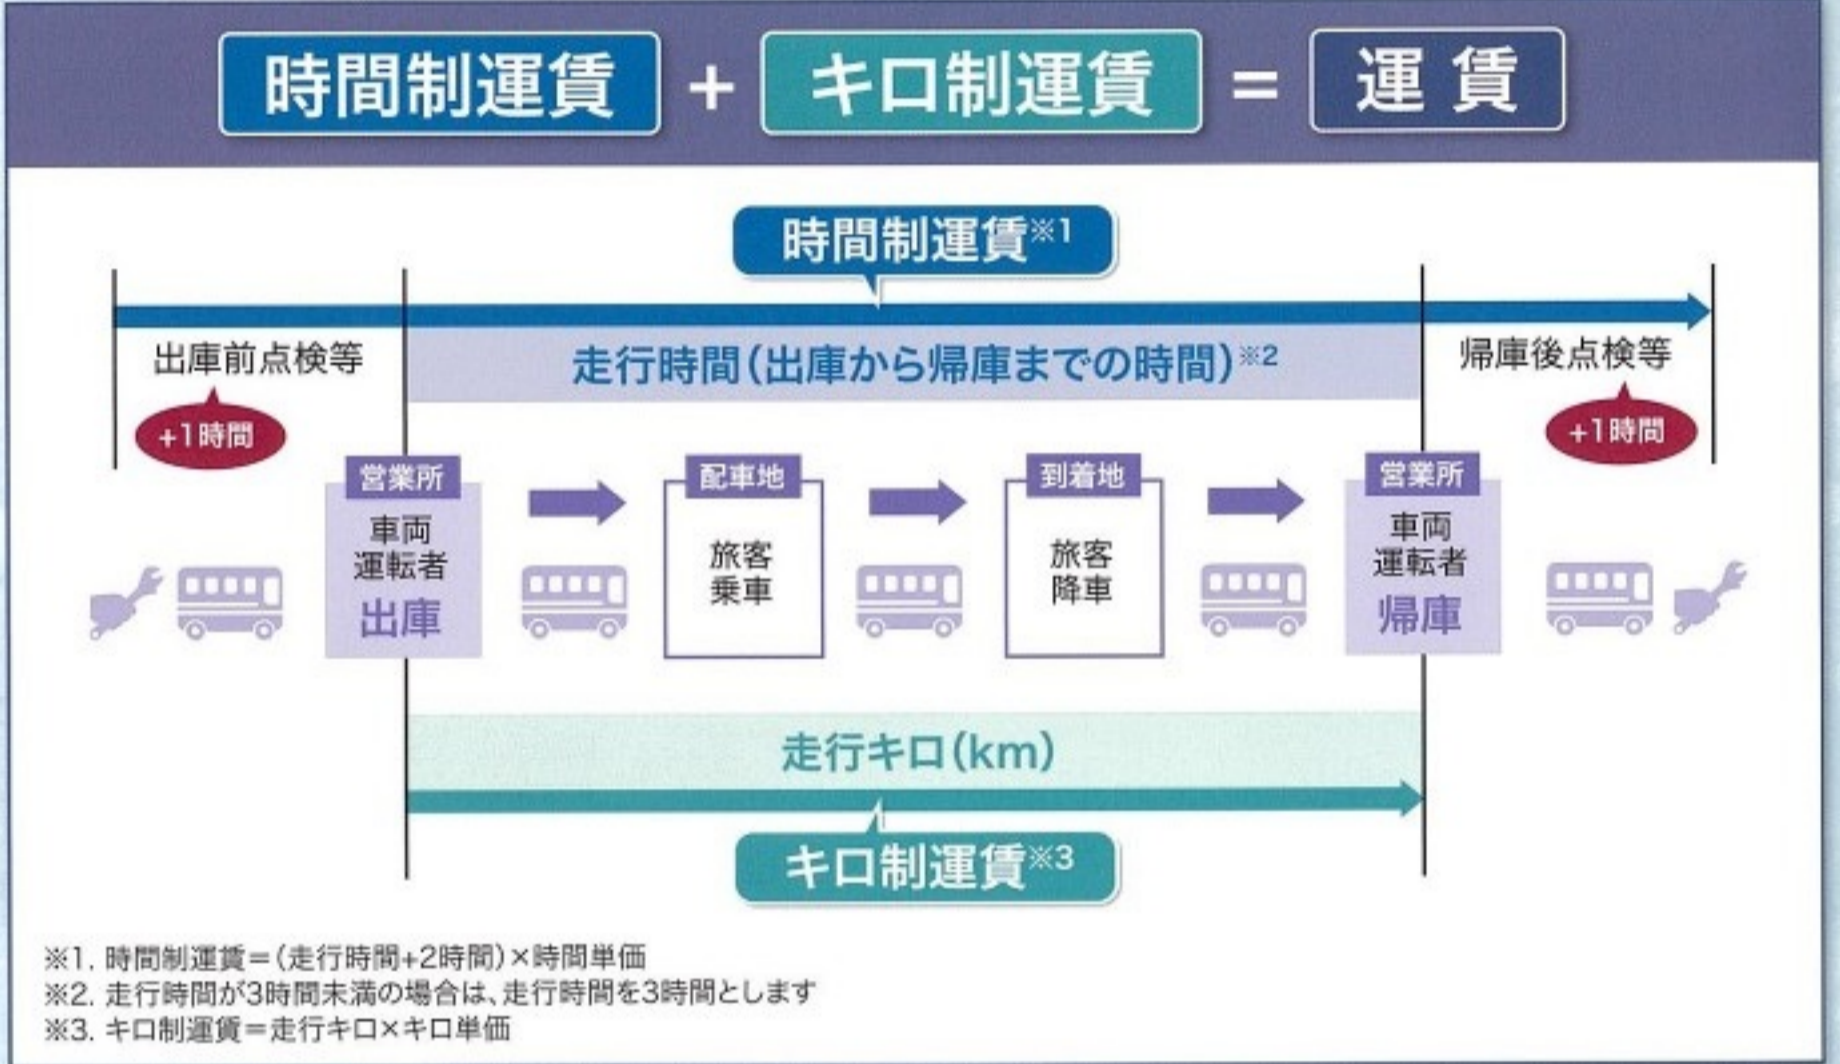 時間制運賃 + キロ制運賃 = 運賃
時間制運賃※1
出庫前点検等
走行時間(出庫から帰庫までの時間)※2
帰庫後点検等
+1時間
+1時間
営業所
車両
運転者
出庫
配車地
旅客
乗車
到着地
旅客
降車
営業所
車両
運転者
帰庫
走行キロ(km)
キロ制運賃※3
※1. 時間制運賃=(走行時間+2時間)×時間単価
※2. 走行時間が3時間未満の場合は、走行時間を3時間とします
※3. キロ制運賃=走行キロ×キロ単価